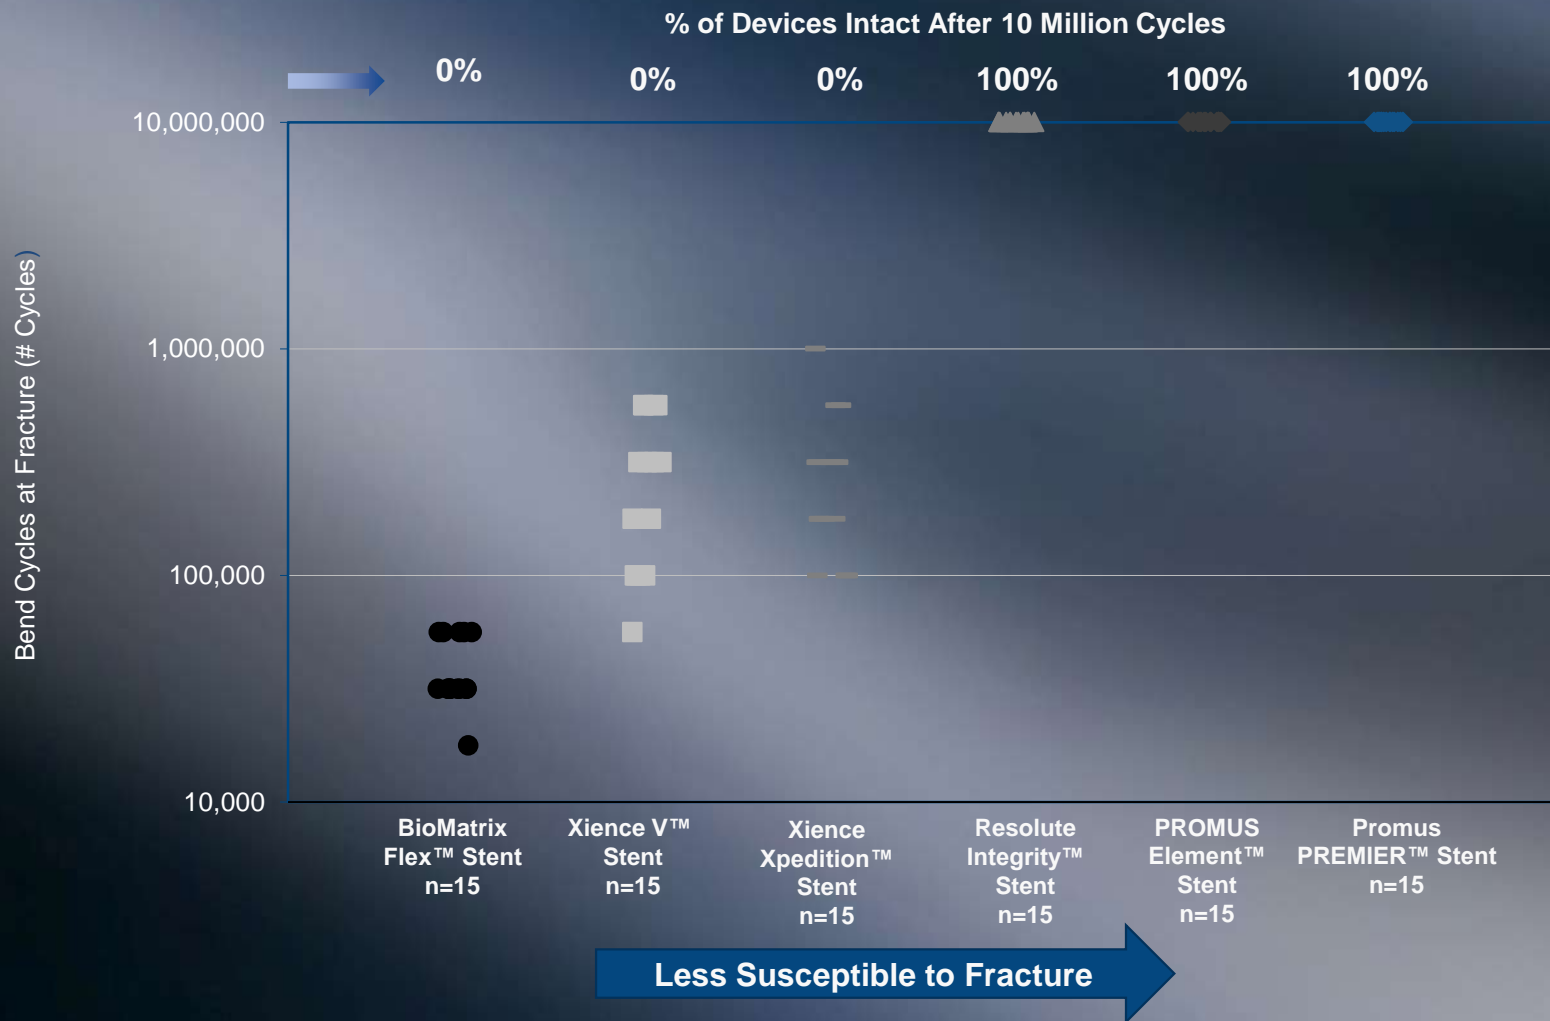 % of Devices Intact After 10 Million Cycles
0%
0%
0%
100%
100%
100%
10,000,000
1,000,000
100,000
10,000
Bend Cycles at Fracture (# Cycles)
BioMatrix
Flex™ Stent
n=15
Xience V™
Stent
n=15
Xience
Xpedition™
Stent
n=15
Resolute
Integrity™
Stent
n=15
PROMUS
Element™
Stent
n=15
Promus
PREMIER™ Stent
n=15
Less Susceptible to Fracture